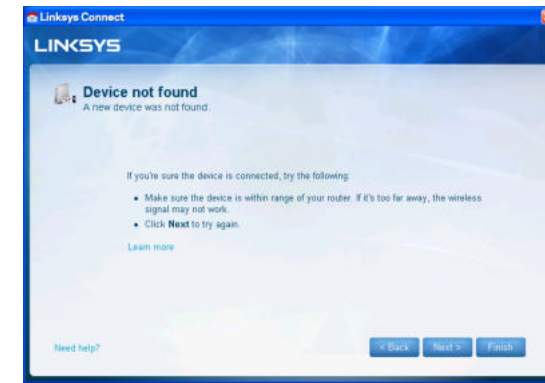 Linksys Connect
LINKSYS
Device not found
A new device was not found.
If you're sure the device is connected, try the following:
• Make sure the device is within range of your router. If it's too far away, the wireless
signal may not work.
• Click Next to try again.
Learn more
Need help?
< Back Next > Finish